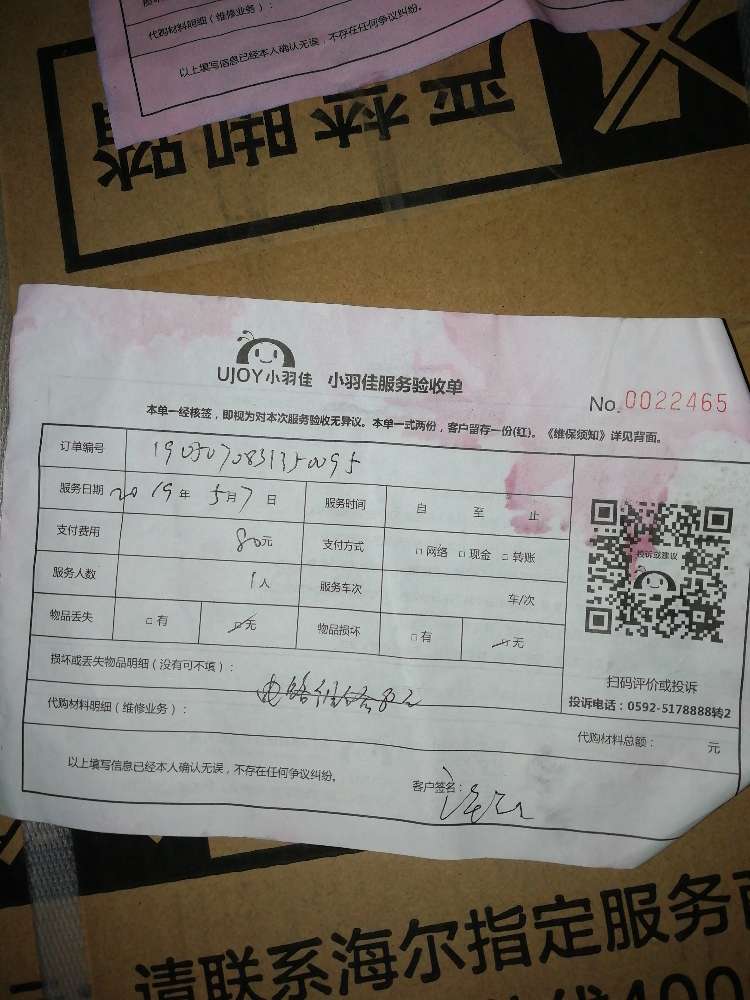 代购材料明细（维修业务）：
以上填写信息已经本人确认无误，不存在任何争议纠纷。
严禁脚踏
UJOY小羽佳 小羽佳服务验收单
No. 0022465
本单一经核签，即视为对本次服务验收无异议。本单一式两份，客户留存一份(红)。《维保须知》详见背面。
订单编号
服务日期 2019年 5月7日 服务时间 自 至 止
支付费用 80元 支付方式 □网络 □现金 □转账
服务人数 1人 服务车次 车/次
物品丢失 □有 □无 物品损坏 □有 □无
投诉或建议
扫码评价或投诉
投诉电话：0592-5178888转2
损坏或丢失物品明细（没有可不填）：
代购材料明细（维修业务）：
代购材料总额： 元
以上填写信息已经本人确认无误，不存在任何争议纠纷。
客户签名：
请联系海尔指定服务商
400